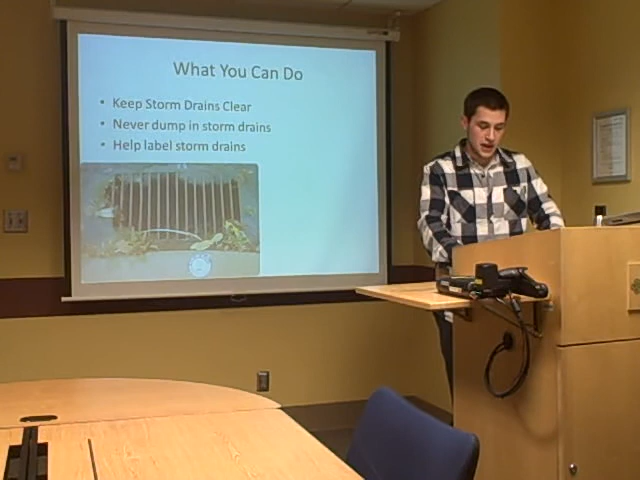 What You Can Do
• Keep Storm Drains Clear
• Never dump in storm drains
• Help label storm drains